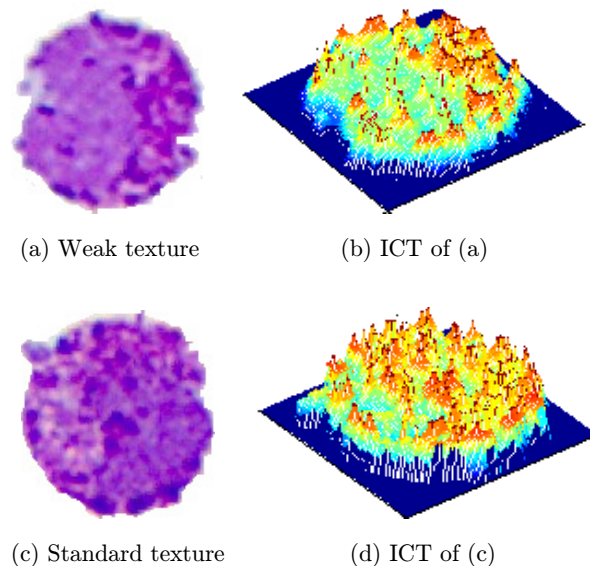 (a) Weak texture
(b) ICT of (a)
(c) Standard texture
(d) ICT of (c)